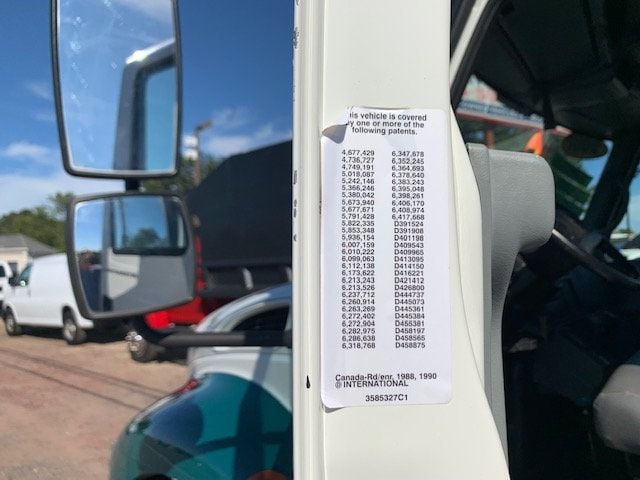 his vehicle is covered
by one or more of the
following patents.
4,677,429 6,347,678
4,736,727 6,352,245
4,749,191 6,364,693
5,018,087 6,378,640
5,242,146 6,383,243
5,366,246 6,395,048
5,380,042 6,398,261
5,673,940 6,406,170
5,677,671 6,408,974
5,791,428 6,417,668
5,822,335 D391524
5,853,348 D391908
5,936,154 D401198
6,007,159 D409543
6,010,222 D409965
6,099,063 D413095
6,112,138 D414150
6,173,622 D416221
6,213,243 D421412
6,213,526 D426800
6,237,712 D444737
6,260,914 D445073
6,263,269 D445361
6,272,402 D445384
6,272,904 D455381
6,282,975 D458197
6,286,638 D458565
6,318,768 D458875
Canada-Rd/enr, 1988, 1990
@ INTERNATIONAL
3585327C1